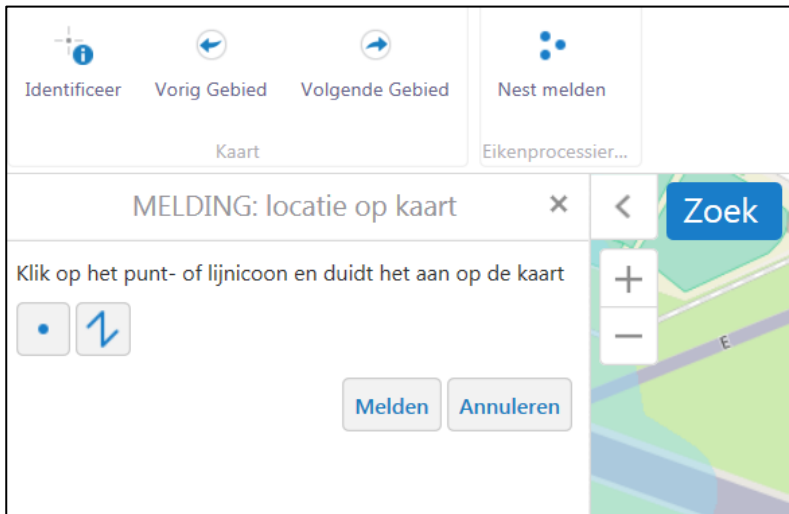 Identificeer Vorig Gebied Volgende Gebied Nest melden
Kaart Eikenprocessier...
MELDING: locatie op kaart ×
Zoek
Klik op het punt- of lijnicoon en duidt het aan op de kaart
E
Melden Annuleren